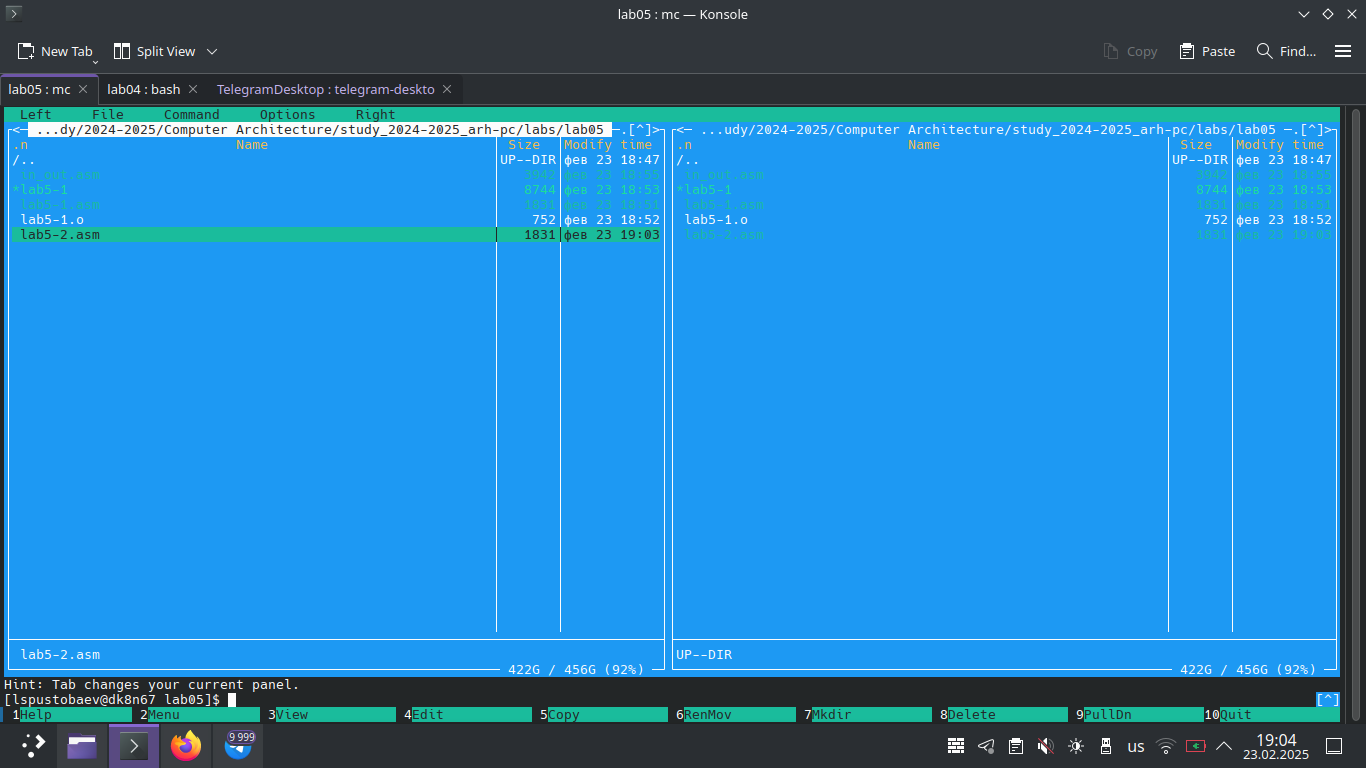 lab05 : mc — Konsole
New Tab Split View Copy Paste Find...
lab05 : mc lab04 : bash TelegramDesktop : telegram-deskto
Left File Command Options Right
<─ ...dy/2024-2025/Computer Architecture/study_2024-2025_arh-pc/labs/lab05 ─.[^]>
.n Name Size Modify time
/.. UP--DIR фев 23 18:47
in_out.asm 3942 фев 23 18:55
*lab5-1 8744 фев 23 18:53
lab5-1.asm 1831 фев 23 18:51
lab5-1.o 752 фев 23 18:52
lab5-2.asm 1831 фев 23 19:03
lab5-2.asm
422G / 456G (92%)
<─ ...udy/2024-2025/Computer Architecture/study_2024-2025_arh-pc/labs/lab05 ─.[^]>
.n Name Size Modify time
/.. UP--DIR фев 23 18:47
in_out.asm 3942 фев 23 18:55
*lab5-1 8744 фев 23 18:53
lab5-1.asm 1831 фев 23 18:51
lab5-1.o 752 фев 23 18:52
lab5-2.asm 1831 фев 23 19:03
UP--DIR
422G / 456G (92%)
Hint: Tab changes your current panel.
[lspustobaev@dk8n67 lab05]$ [^]
1Help 2Menu 3View 4Edit 5Copy 6RenMov 7Mkdir 8Delete 9PullDn 10Quit
9 999
us
19:04
23.02.2025